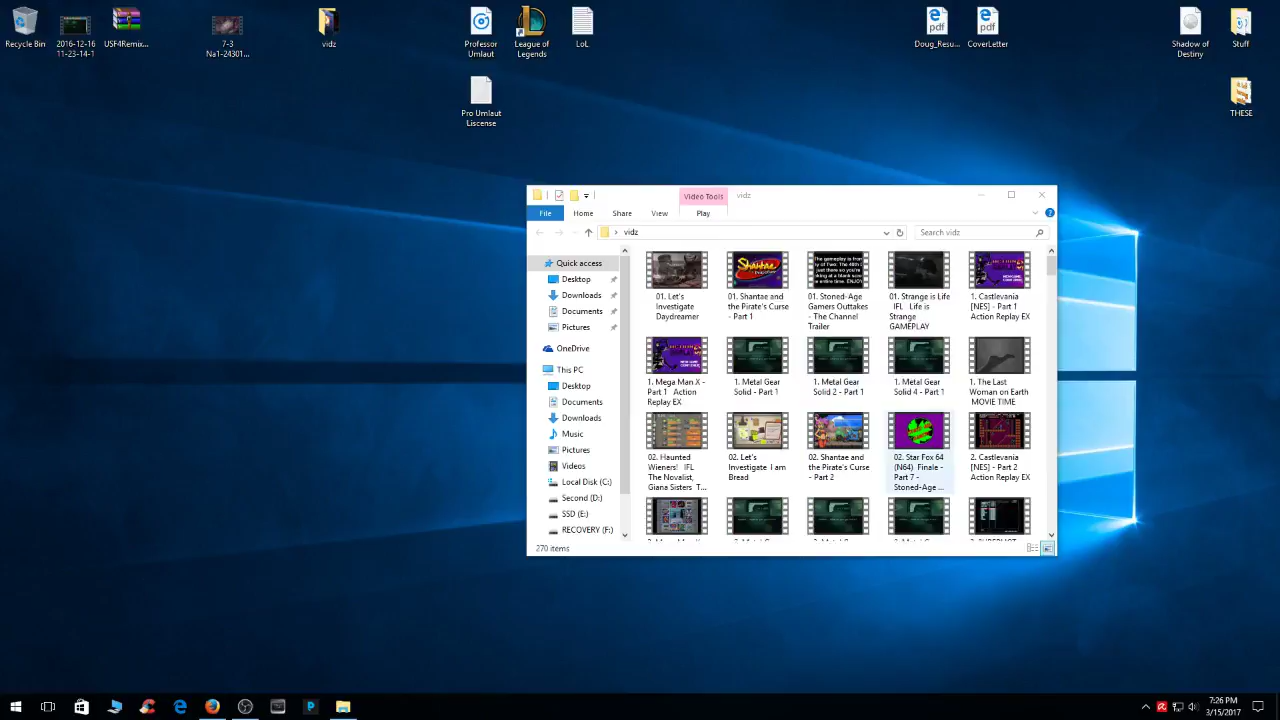 Recycle Bin
2016-12-16
11-23-14-1
USF4Remix...
7-3
Na1-24301...
vidz
Professor
Umlaut
League of
Legends
LoL
Doug_Resu...
CoverLetter
Shadow of
Destiny
Stuff
Pro Umlaut
Liscense
THESE
Video Tools
vidz
File
Home
Share
View
Play
vidz
Search vidz
Quick access
Desktop
Downloads
Documents
Pictures
OneDrive
This PC
Desktop
Documents
Downloads
Music
Pictures
Videos
Local Disk (C:)
Second (D:)
SSD (E:)
RECOVERY (F:)
01. Let's
Investigate
Daydreamer
01. Shantae and
the Pirate's Curse
- Part 1
01. Stoned-Age
Gamers Outtakes
- The Channel
Trailer
01. Strange is Life
IFL Life is
Strange
GAMEPLAY
1. Castlevania
[NES] - Part 1
Action Replay EX
1. Mega Man X -
Part 1 Action
Replay EX
1. Metal Gear
Solid - Part 1
1. Metal Gear
Solid 2 - Part 1
1. Metal Gear
Solid 4 - Part 1
1. The Last
Woman on Earth
MOVIE TIME
02. Haunted
Wieners! IFL
The Novalist,
Giana Sisters T...
02. Let's
Investigate I am
Bread
02. Shantae and
the Pirate's Curse
- Part 2
02. Star Fox 64
(N64) Finale -
Part 7 -
Stoned-Age ...
2. Castlevania
[NES] - Part 2
Action Replay EX
270 items
7:26 PM
3/15/2017